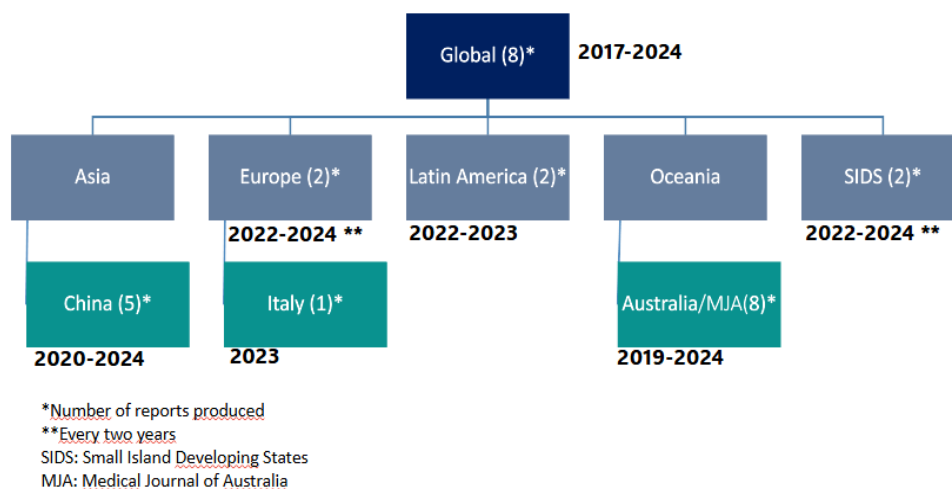 Global (8)*
2017-2024
Asia
Europe (2)*
Latin America (2)*
Oceania
SIDS (2)*
2022-2024 **
2022-2023
2022-2024 **
China (5)*
Italy (1)*
Australia/MJA(8)*
2020-2024
2023
2019-2024
*Number of reports produced
**Every two years
SIDS: Small Island Developing States
MJA: Medical Journal of Australia